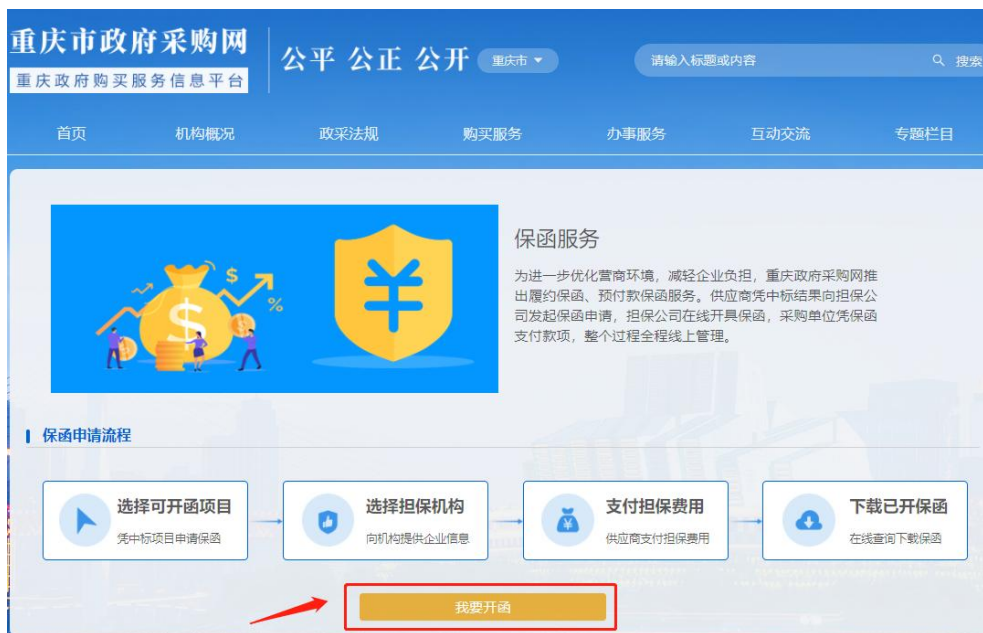 重庆市政府采购网
重庆政府购买服务信息平台
公平 公正 公开
重庆市
请输入标题或内容
搜索
首页 机构概况 政采法规 购买服务 办事服务 互动交流 专题栏目
保函服务
为进一步优化营商环境，减轻企业负担，重庆政府采购网推
出履约保函、预付款保函服务。供应商凭中标结果向担保公
司发起保函申请，担保公司在线开具保函，采购单位凭保函
支付款项，整个过程全程线上管理。
保函申请流程
选择可开函项目
凭中标项目申请保函
选择担保机构
向机构提供企业信息
支付担保费用
供应商支付担保费用
下载已开保函
在线查询下载保函
我要开函